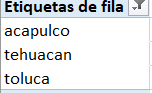 Etiquetas de fila
acapulco
tehuacan
toluca